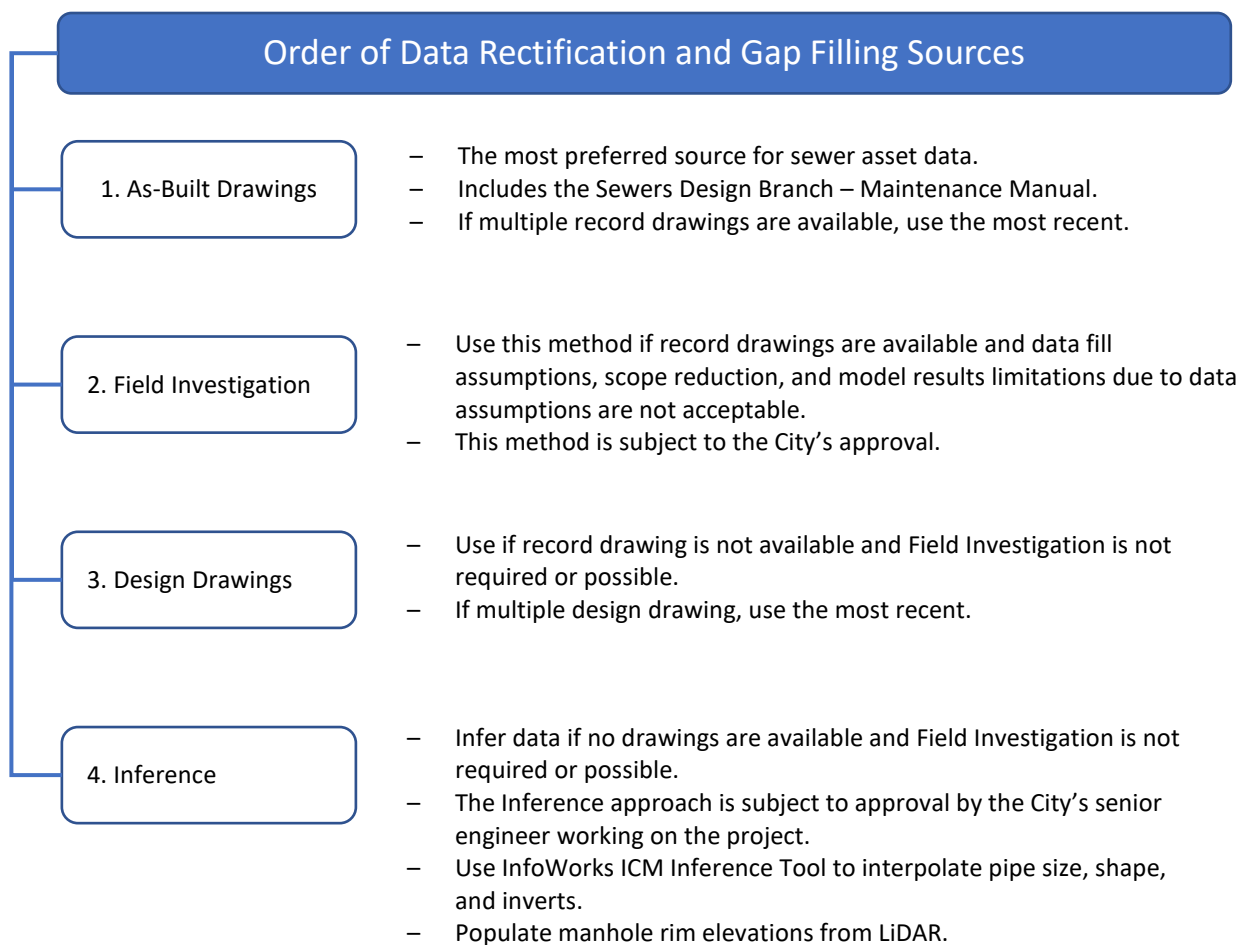 Order of Data Rectification and Gap Filling Sources
1. As-Built Drawings
– The most preferred source for sewer asset data.
– Includes the Sewers Design Branch – Maintenance Manual.
– If multiple record drawings are available, use the most recent.
2. Field Investigation
– Use this method if record drawings are available and data fill
assumptions, scope reduction, and model results limitations due to data
assumptions are not acceptable.
– This method is subject to the City’s approval.
3. Design Drawings
– Use if record drawing is not available and Field Investigation is not
required or possible.
– If multiple design drawing, use the most recent.
4. Inference
– Infer data if no drawings are available and Field Investigation is not
required or possible.
– The Inference approach is subject to approval by the City’s senior
engineer working on the project.
– Use InfoWorks ICM Inference Tool to interpolate pipe size, shape,
and inverts.
– Populate manhole rim elevations from LiDAR.